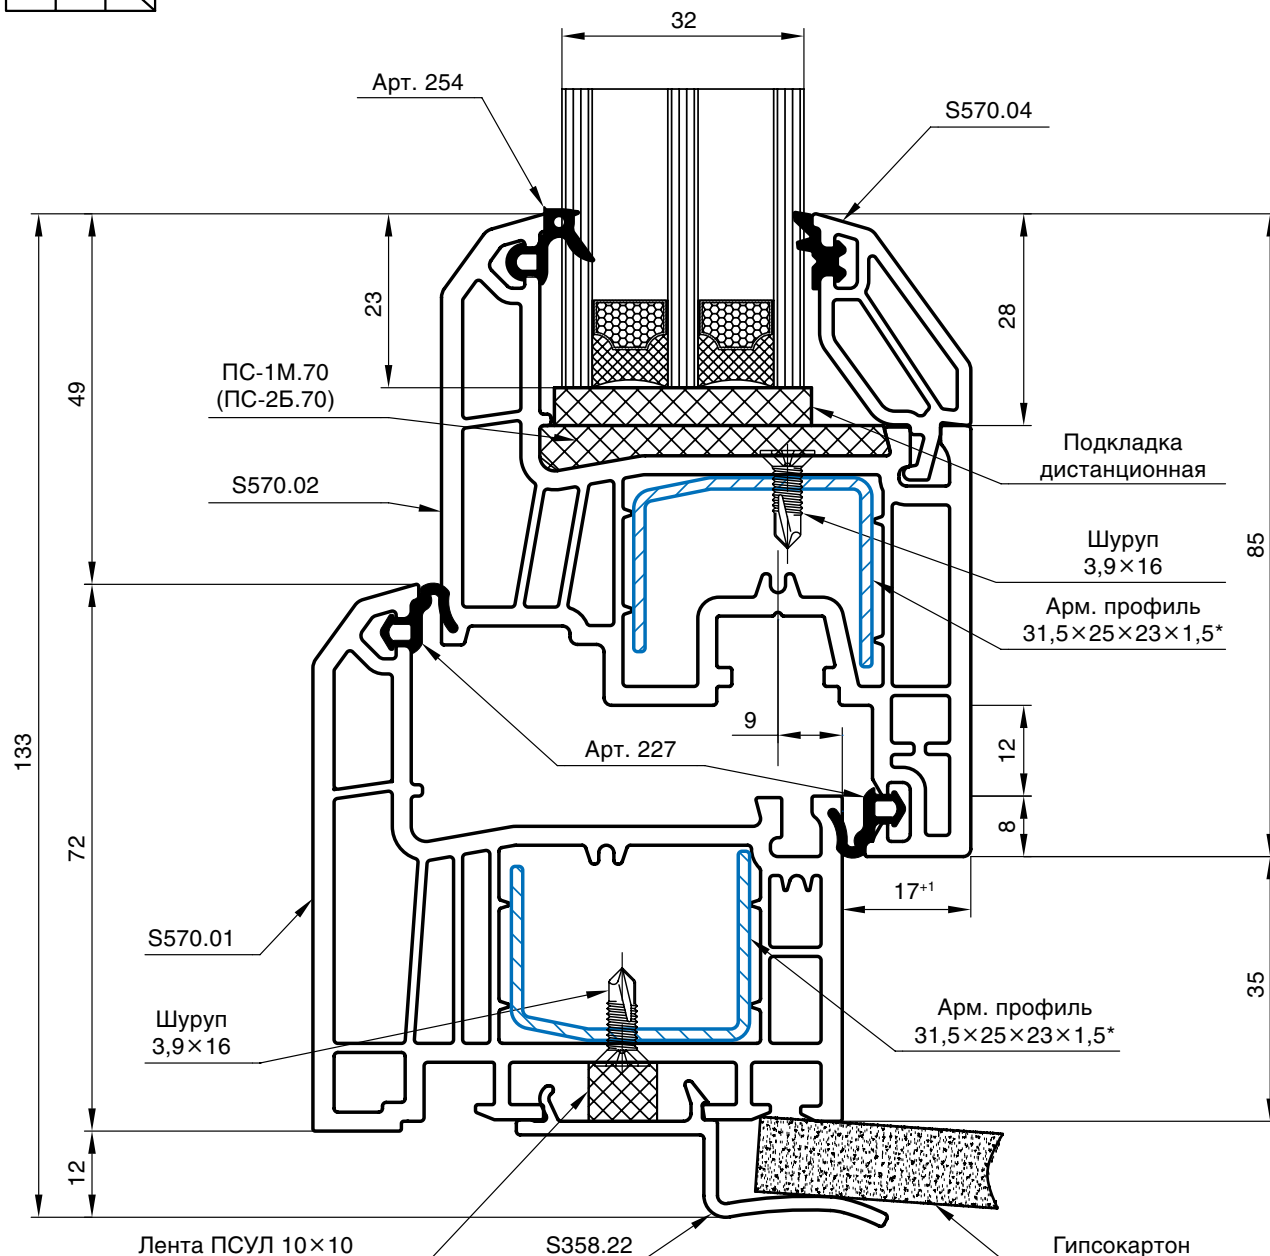 32
Арт. 254
S570.04
23
28
49
ПС-1М.70
(ПС-2Б.70)
Подкладка
дистанционная
S570.02
85
Шуруп
3,9×16
Арм. профиль
31,5×25×23×1,5*
133
9
Арт. 227
12
8
72
17+1
S570.01
35
Шуруп
3,9×16
Арм. профиль
31,5×25×23×1,5*
12
Лента ПСУЛ 10×10
S358.22
Гипсокартон